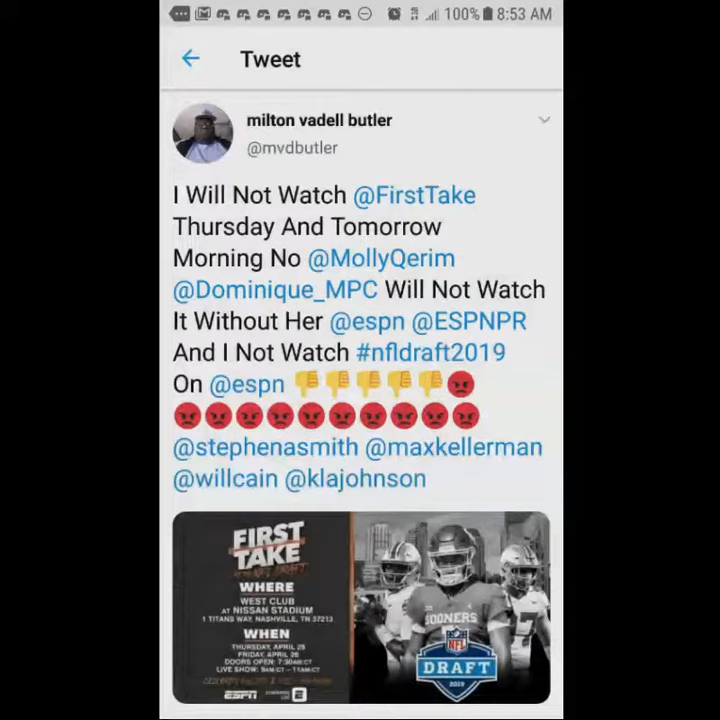 100% 8:53 AM
Tweet
milton vadell butler
@mvdbutler
I Will Not Watch @FirstTake
Thursday And Tomorrow
Morning No @MollyQerim
@Dominique_MPC Will Not Watch
It Without Her @espn @ESPNPR
And I Not Watch #nfldraft2019
On @espn 👎👎👎👎👎😡
😡😡😡😡😡😡😡😡😡😡
@stephenasmith @maxkellerman
@willcain @klajohnson
FIRST
TAKE
WHERE
WEST CLUB
AT NISSAN STADIUM
1 TITANS WAY, NASHVILLE, TN 37213
WHEN
THURSDAY, APRIL 25
FRIDAY, APRIL 26
DOORS OPEN: 7:30AM/CT
LIVE SHOW: 9AM/CT - 11AM/CT
ESPN
SOONERS
NFL
DRAFT
2019